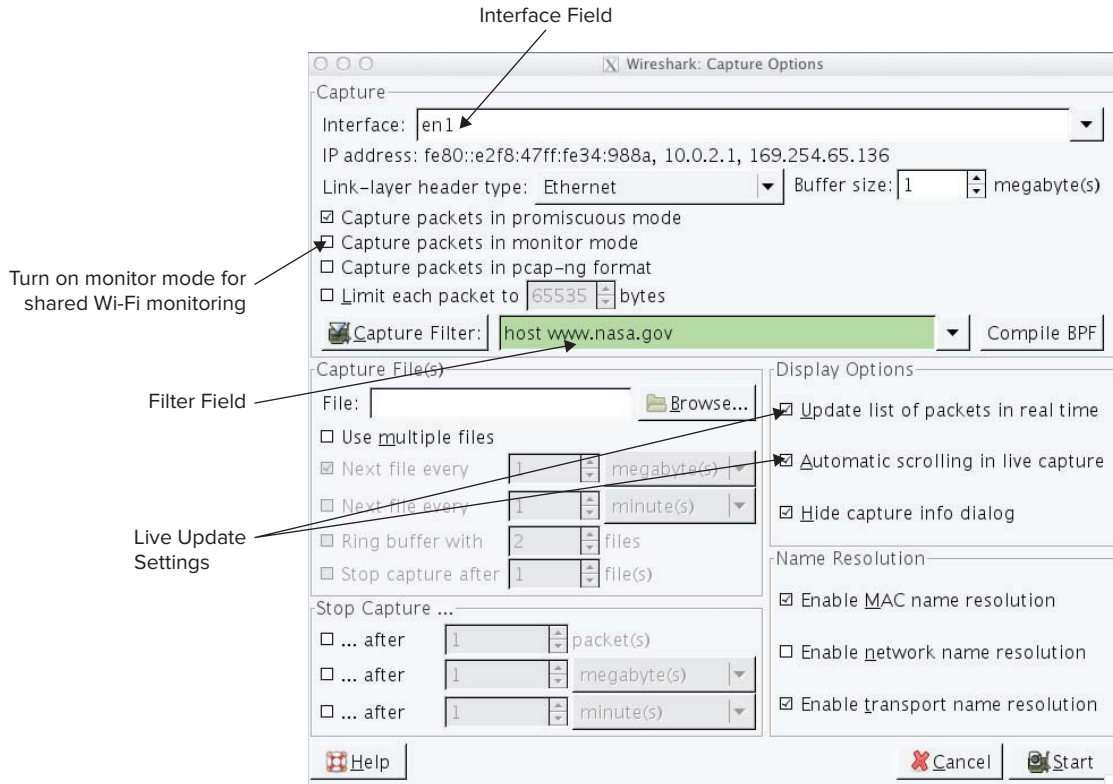 Interface Field
Wireshark: Capture Options
Capture
Interface: en1
IP address: fe80::e2f8:47ff:fe34:988a, 10.0.2.1, 169.254.65.136
Link-layer header type: Ethernet Buffer size: 1 megabyte(s)
Capture packets in promiscuous mode
Capture packets in monitor mode
Turn on monitor mode for
shared Wi-Fi monitoring
Capture packets in pcap-ng format
Limit each packet to 65535 bytes
Capture Filter: host www.nasa.gov Compile BPF
Filter Field
Capture File(s)
File: Browse...
Use multiple files
Next file every 1 megabyte(s)
Next file every 1 minute(s)
Ring buffer with 2 files
Stop capture after 1 file(s)
Live Update
Settings
Display Options
Update list of packets in real time
Automatic scrolling in live capture
Hide capture info dialog
Stop Capture ...
... after 1 packet(s)
... after 1 megabyte(s)
... after 1 minute(s)
Name Resolution
Enable MAC name resolution
Enable network name resolution
Enable transport name resolution
Help Cancel Start